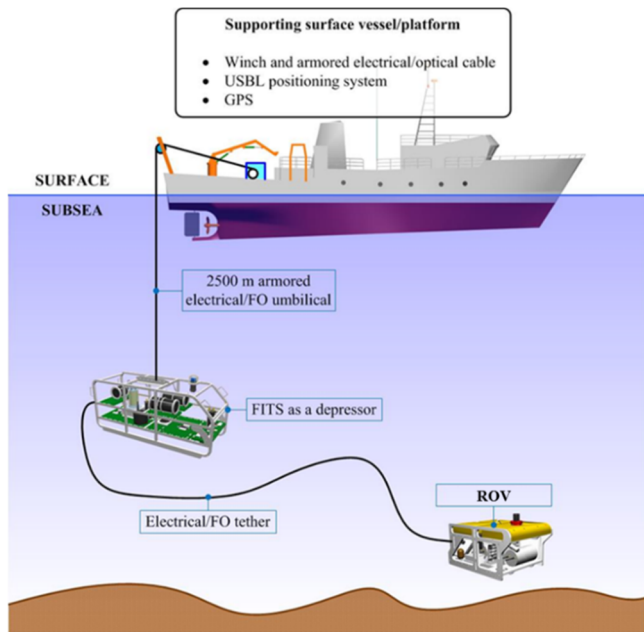 Supporting surface vessel/platform
• Winch and armored electrical/optical cable
• USBL positioning system
• GPS
SURFACE
SUBSEA
2500 m armored
electrical/FO umbilical
FITS as a depressor
ROV
Electrical/FO tether